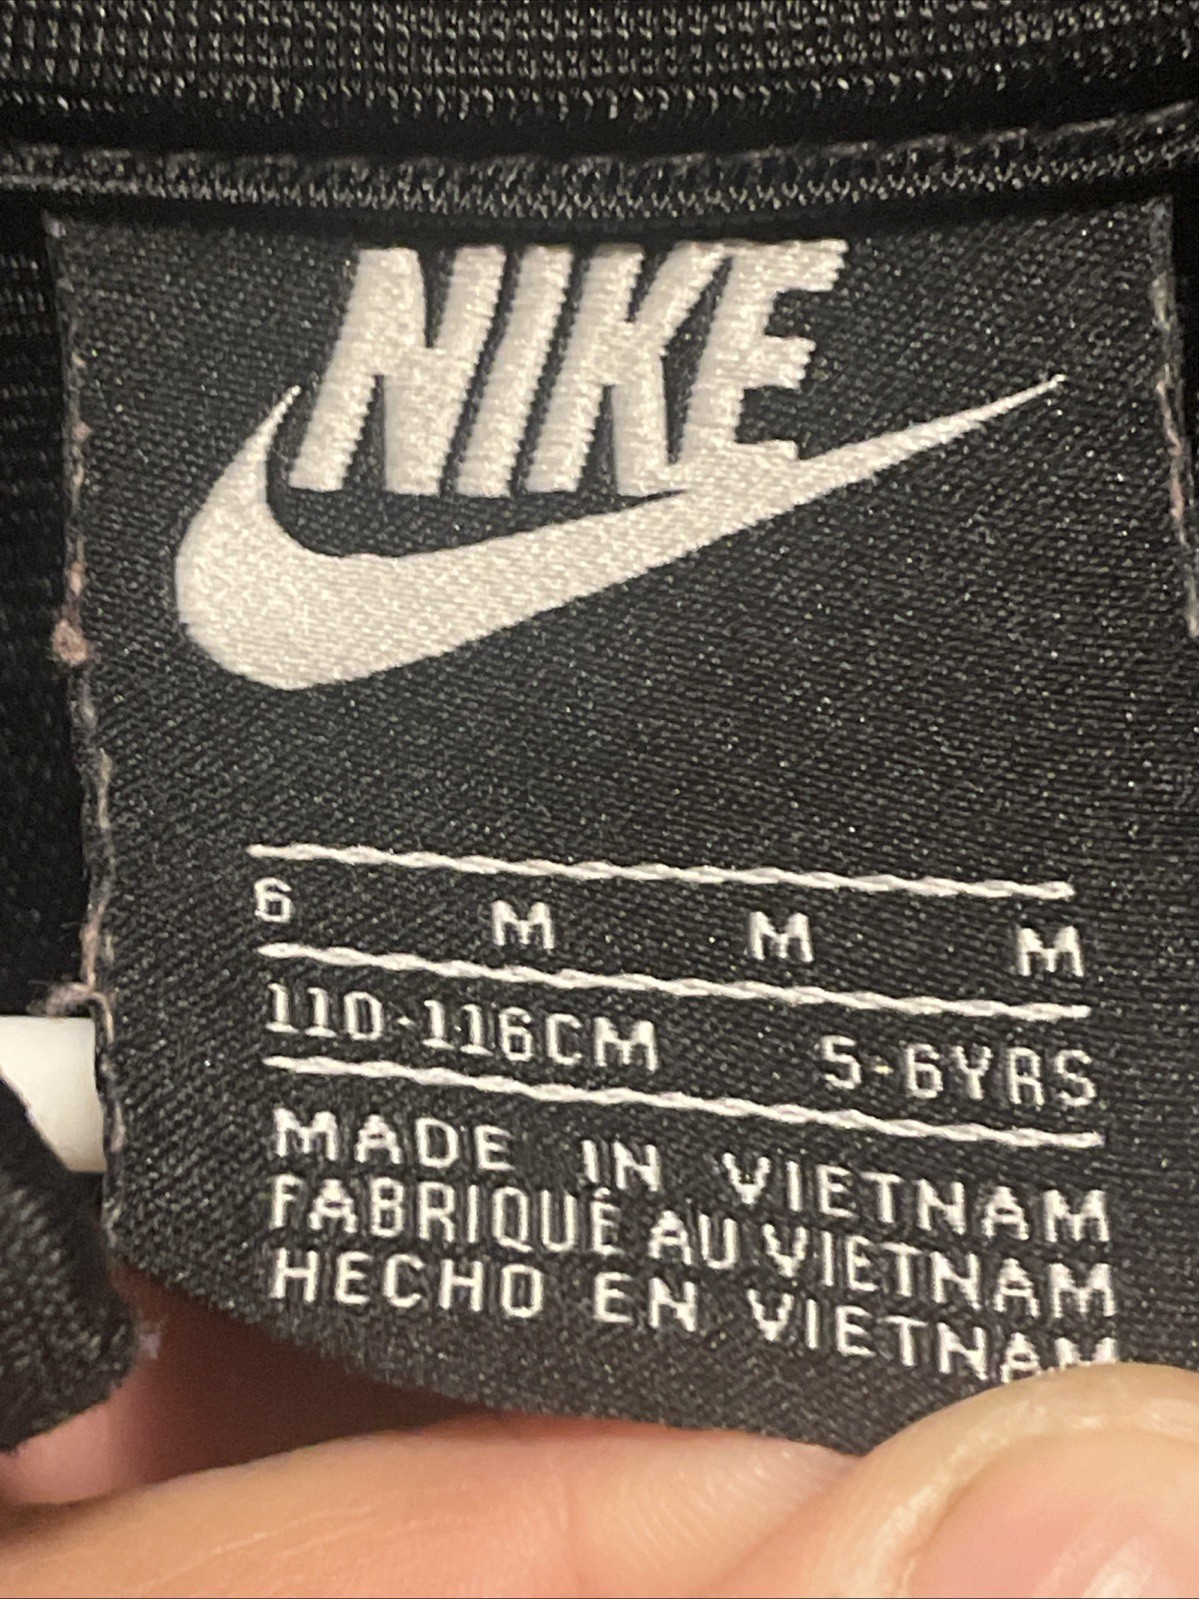 NIKE
6 M M M
110-116CM 5-6YRS
MADE IN VIETNAM
FABRIQUÉ AU VIETNAM
HECHO EN VIETNAM